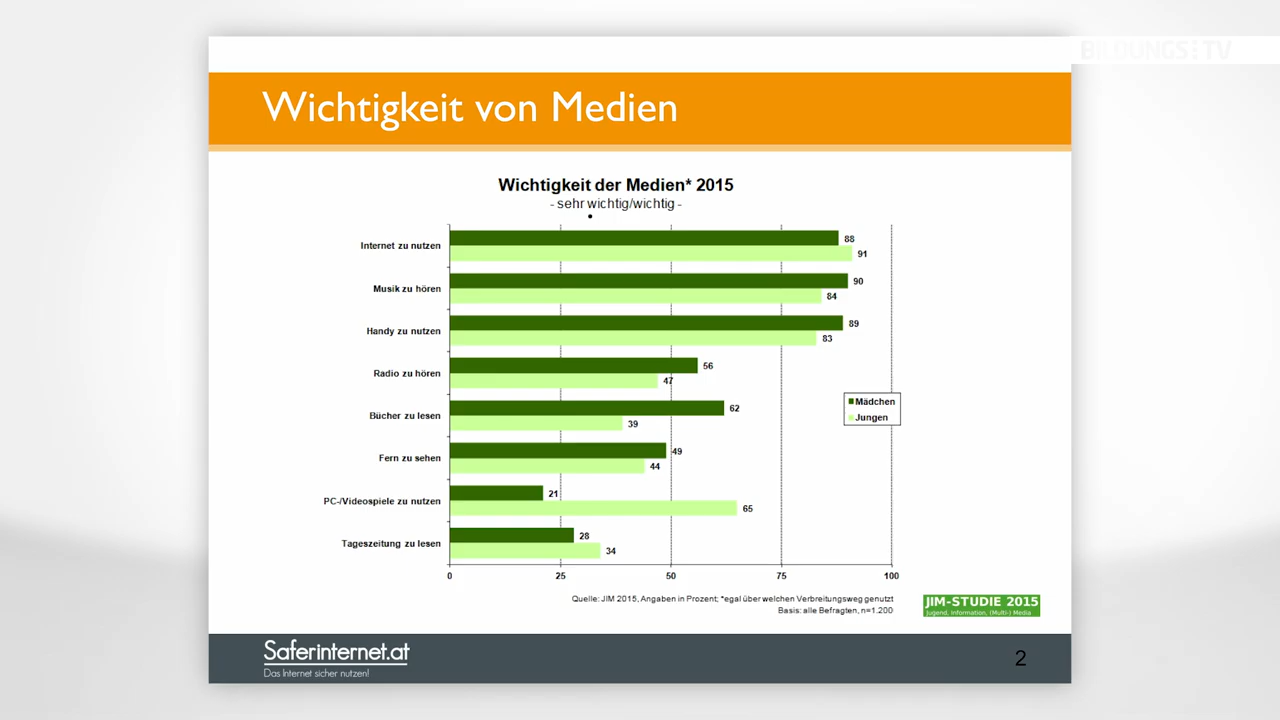 BILDUNGS:TV
Wichtigkeit von Medien
Wichtigkeit der Medien* 2015
- sehr wichtig/wichtig -
Internet zu nutzen
88
91
Musik zu hören
90
84
Handy zu nutzen
89
83
Radio zu hören
56
47
Bücher zu lesen
62
39
Fern zu sehen
49
44
PC-/Videospiele zu nutzen
21
65
Tageszeitung zu lesen
28
34
Mädchen
Jungen
0 25 50 75 100
Quelle: JIM 2015, Angaben in Prozent; *egal über welchen Verbreitungsweg genutzt
Basis: alle Befragten, n=1.200
JIM-STUDIE 2015
Jugend, Information, (Multi-) Media
Saferinternet.at
Das Internet sicher nutzen!
2